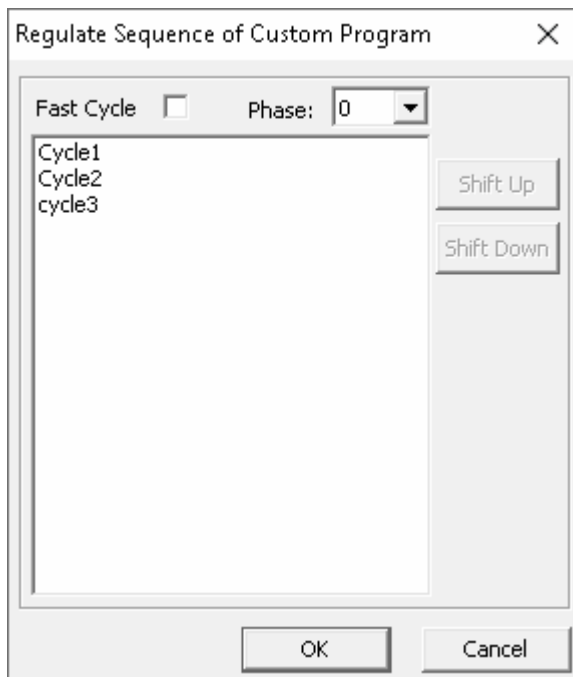 Regulate Sequence of Custom Program
Fast Cycle Phase: 0
Cycle1
Cycle2
cycle3
Shift Up
Shift Down
OK Cancel